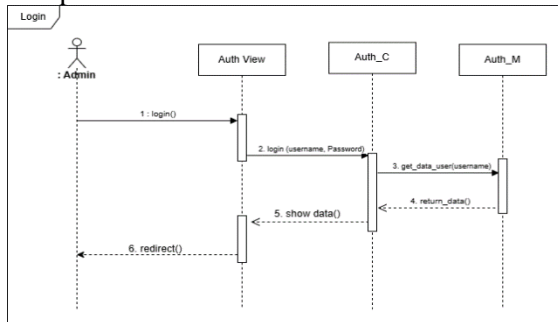 Login
: Admin
Auth View
Auth_C
Auth_M
1 : login()
2. login (username, Password)
3. get_data_user(username)
4. return_data()
5. show data()
6. redirect()